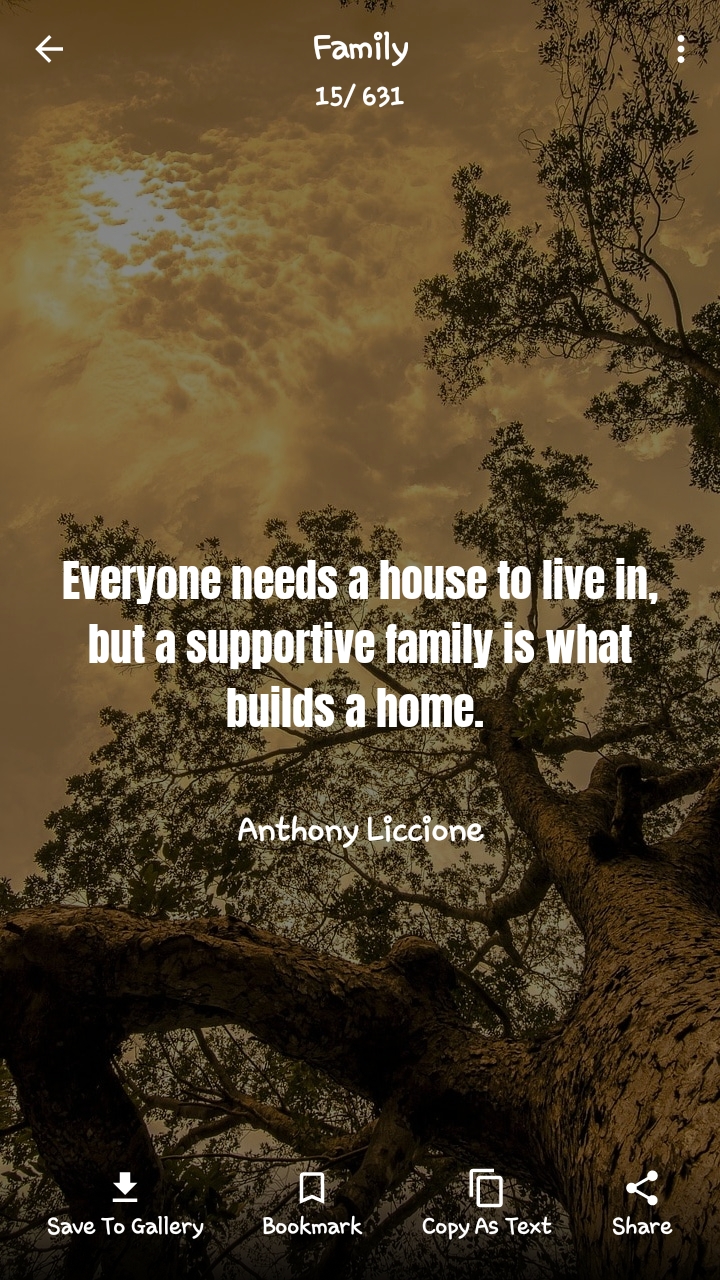 Family
15/ 631
Everyone needs a house to live in,
but a supportive family is what
builds a home.
Anthony Liccione
Save To Gallery
Bookmark
Copy As Text
Share